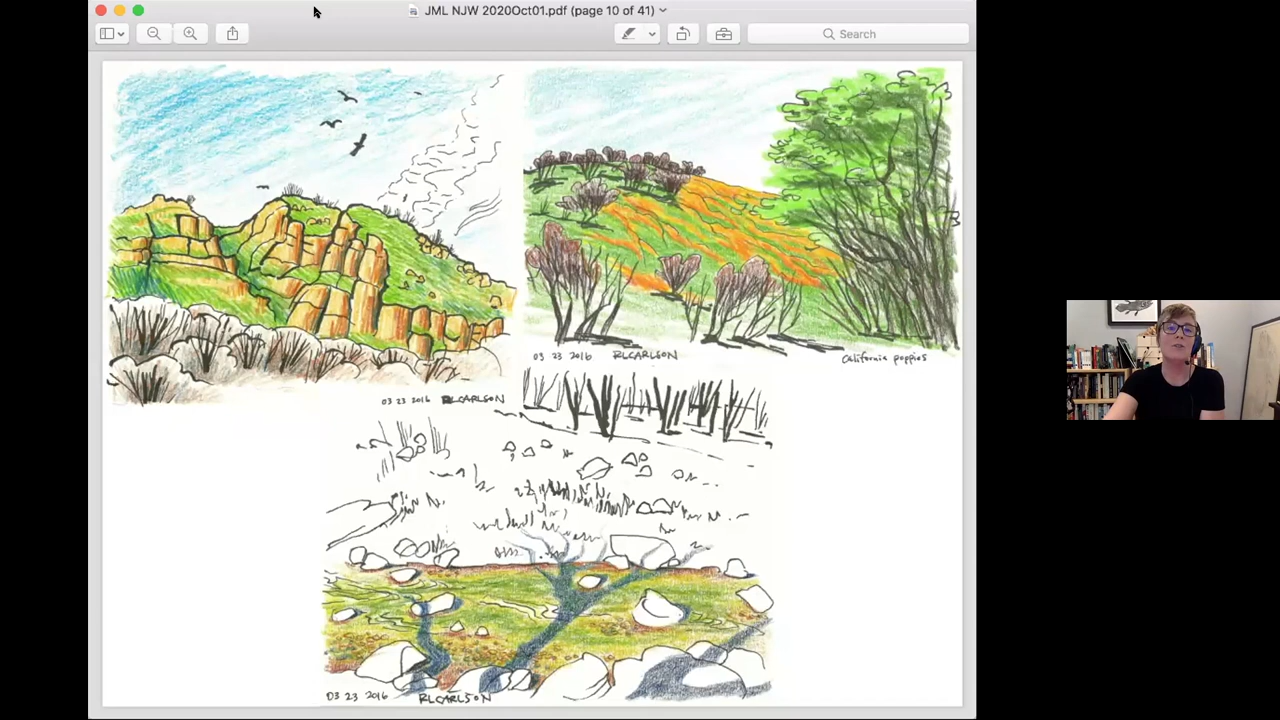 JML NJW 2020Oct01.pdf (page 10 of 41)
Search
03 23 2016 RLCARLSON
03 23 2016 RLCARLSON
California poppies
03 23 2016 RLCARLSON